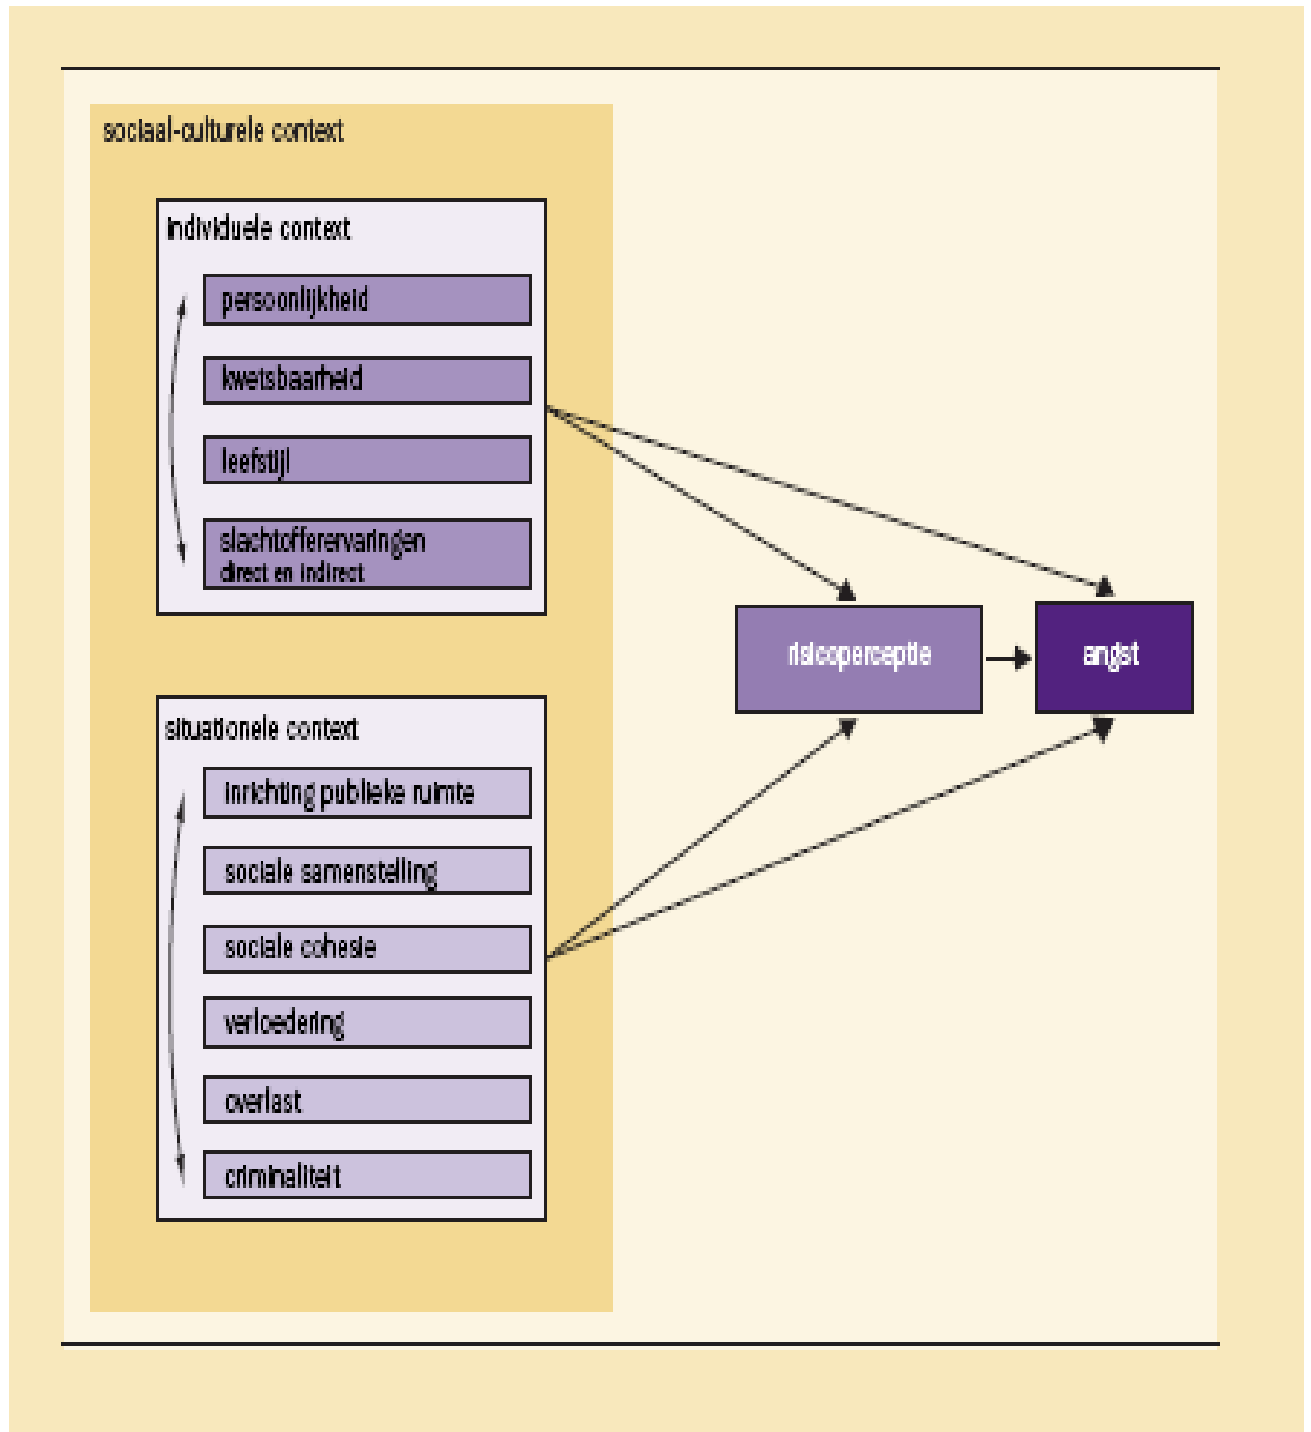 sociaal-culturele context
individuele context
persoonlijkheid
kwetsbaarheid
leefstijl
slachtofferervaringen
direct en indirect
situationele context
inrichting publieke ruimte
sociale samenstelling
sociale cohesie
verloedering
overlast
criminaliteit
risicoperceptie
angst